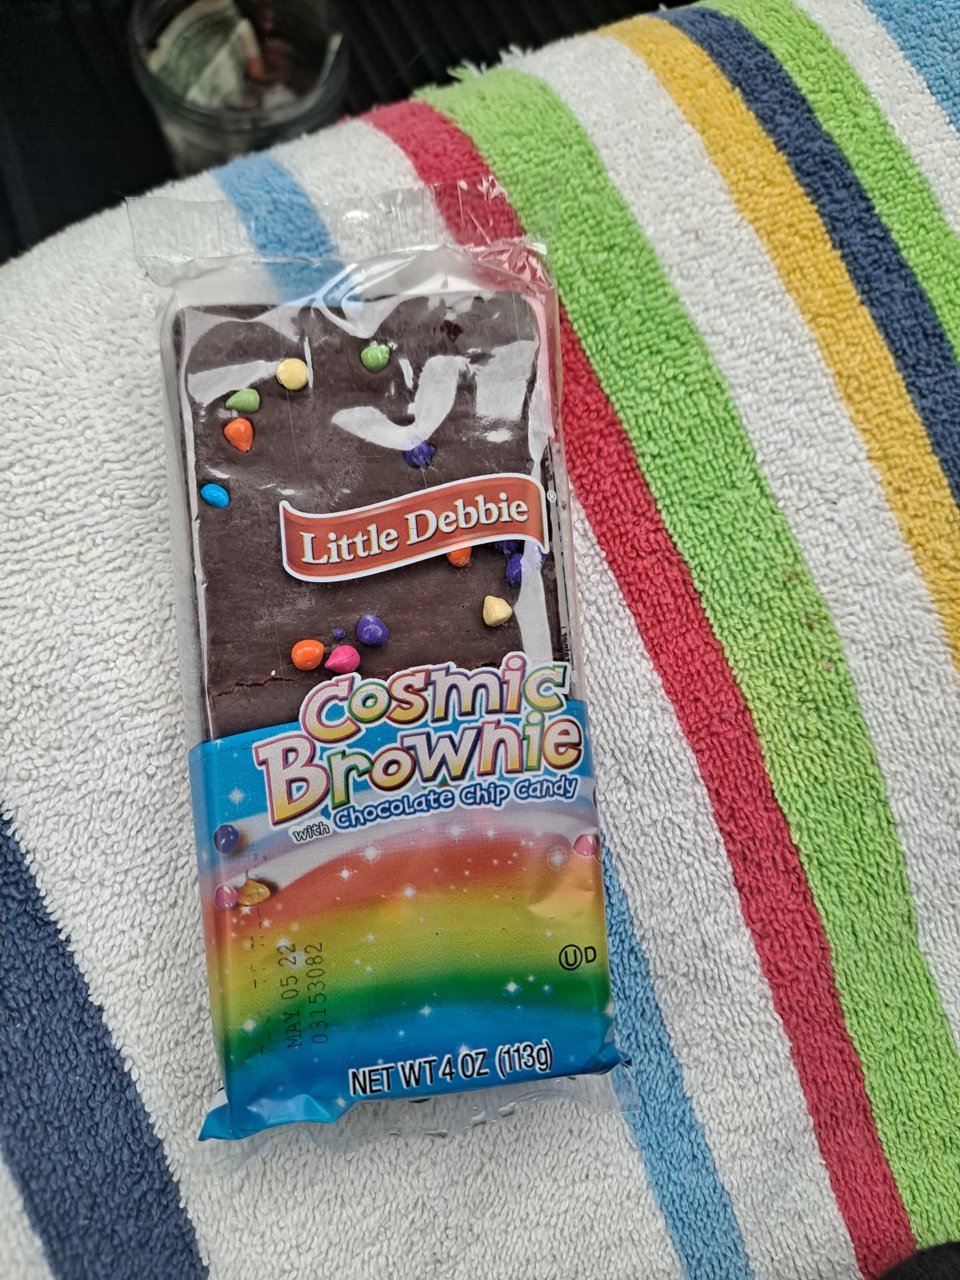 Little Debbie®
Cosmic
Brownie
with Chocolate Chip Candy
U D
MAY 05 22
03153082
NET WT 4 OZ (113g)